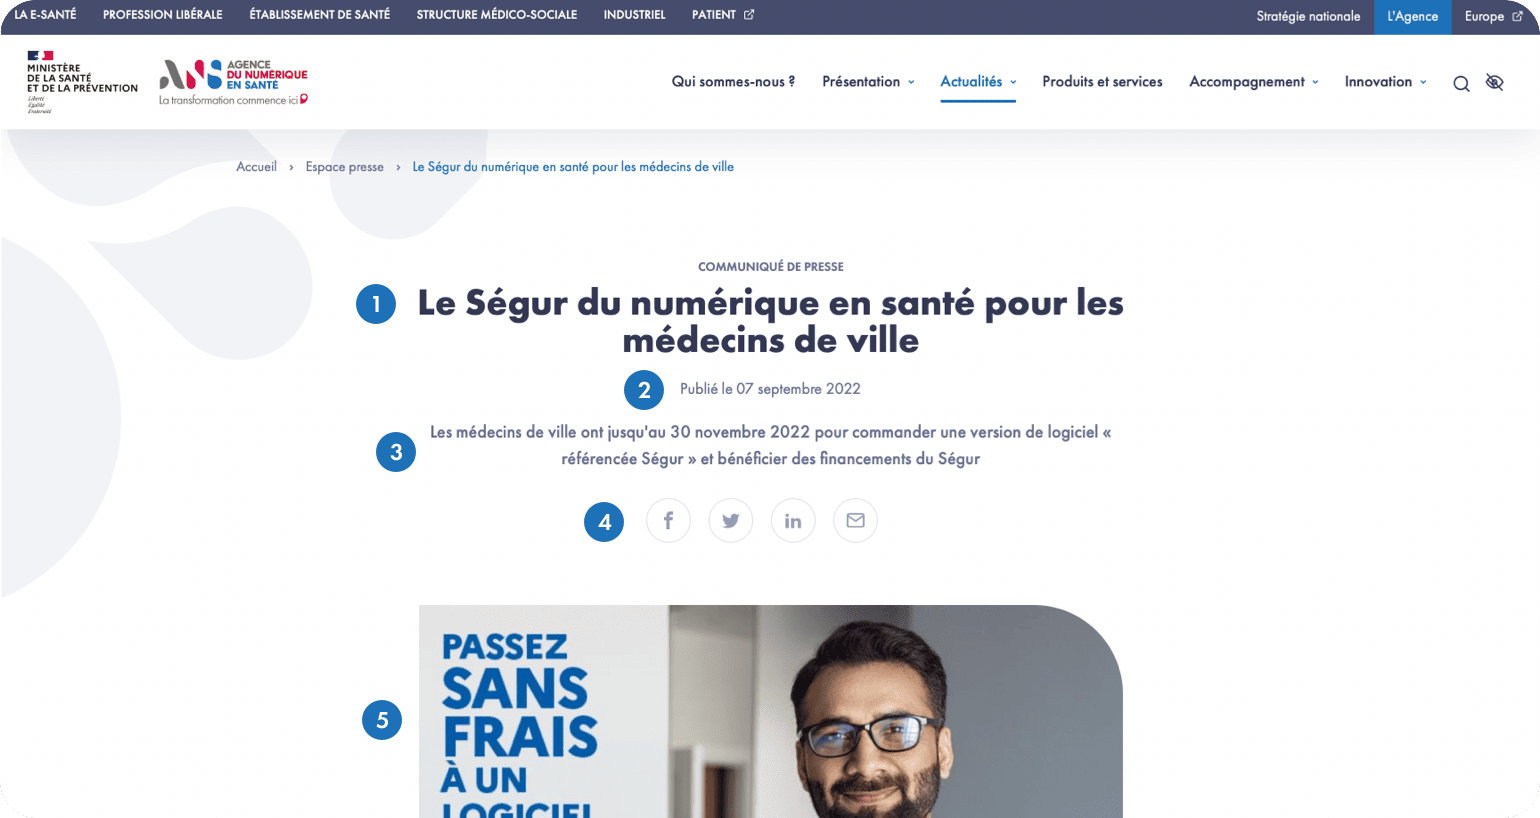 LA E-SANTÉ PROFESSION LIBÉRALE ÉTABLISSEMENT DE SANTÉ STRUCTURE MÉDICO-SOCIALE INDUSTRIEL PATIENT Stratégie nationale L'Agence Europe
MINISTÈRE
DE LA SANTÉ
ET DE LA PRÉVENTION
Liberté
Égalité
Fraternité
ANS
AGENCE
DU NUMÉRIQUE
EN SANTÉ
La transformation commence ici
Qui sommes-nous ? Présentation Actualités Produits et services Accompagnement Innovation
Accueil › Espace presse › Le Ségur du numérique en santé pour les médecins de ville
COMMUNIQUÉ DE PRESSE
1 Le Ségur du numérique en santé pour les
médecins de ville
2 Publié le 07 septembre 2022
3 Les médecins de ville ont jusqu'au 30 novembre 2022 pour commander une version de logiciel «
référencée Ségur » et bénéficier des financements du Ségur
4 f in
5
PASSEZ
SANS
FRAIS
À UN
LOGICIEL